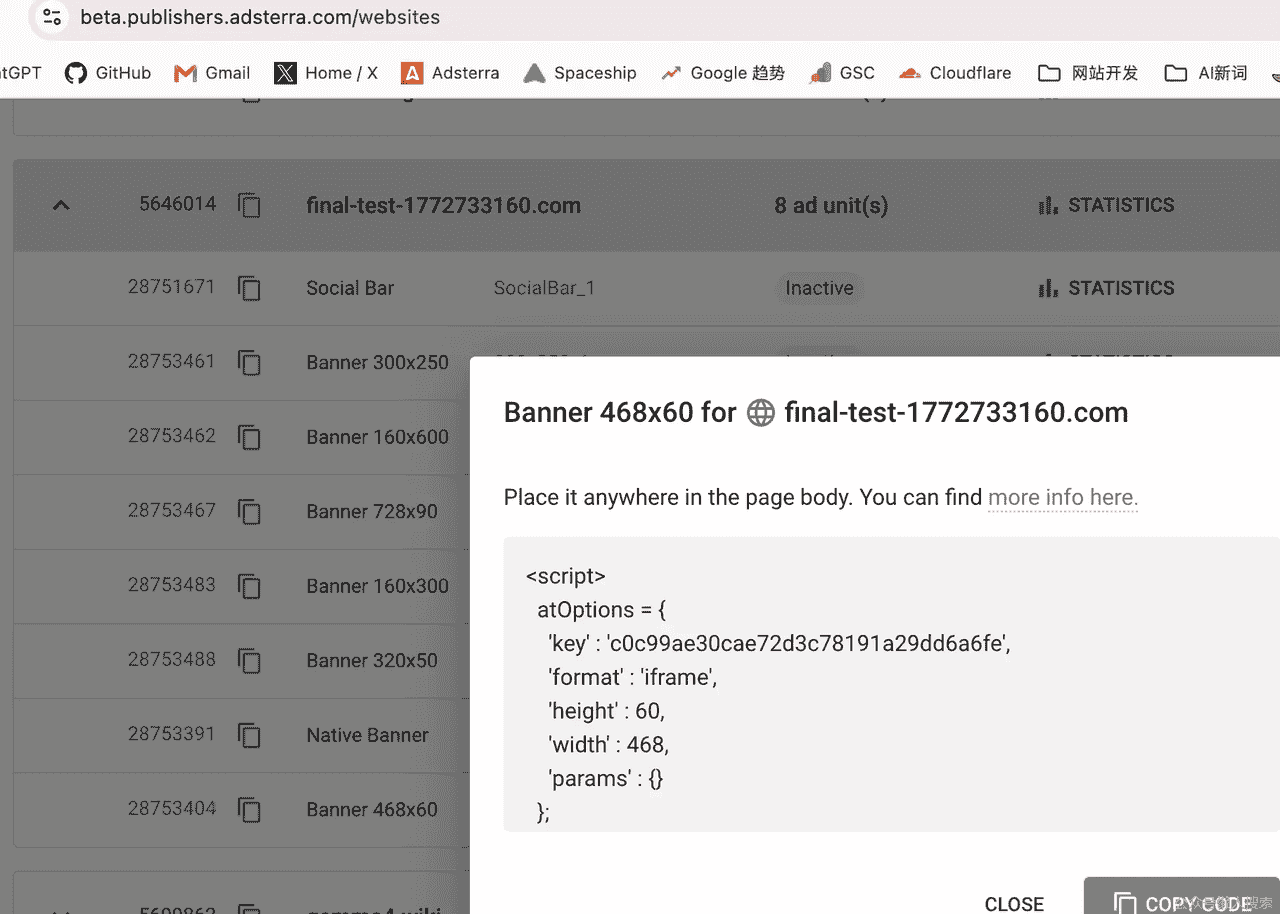 beta.publishers.adsterra.com/websites
tGPT GitHub Gmail Home / X Adsterra Spaceship Google 趋势 GSC Cloudflare 网站开发 AI新词
5646014 final-test-1772733160.com 8 ad unit(s) STATISTICS
28751671 Social Bar SocialBar_1 Inactive STATISTICS
28753461 Banner 300x250
28753462 Banner 160x600
28753467 Banner 728x90
28753483 Banner 160x300
28753488 Banner 320x50
28753391 Native Banner
28753404 Banner 468x60
Banner 468x60 for final-test-1772733160.com
Place it anywhere in the page body. You can find more info here.
<script>
atOptions = {
'key' : 'c0c99ae30cae72d3c78191a29dd6a6fe',
'format' : 'iframe',
'height' : 60,
'width' : 468,
'params' : {}
};
CLOSE COPY CODE